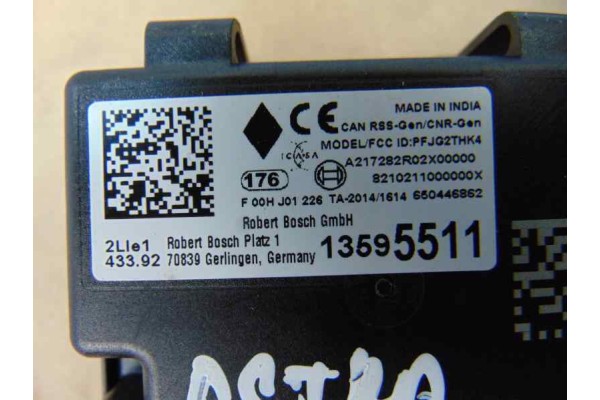 CE
MADE IN INDIA
CAN RSS-Gen/CNR-Gen
MODEL/FCC ID:PFJG2THK4
ICASA
A217282R02X00000
176
8210211000000X
F 00H J01 226 TA-2014/1614 650446862
Robert Bosch GmbH
2LIe1 Robert Bosch Platz 1
433.92 70839 Gerlingen, Germany
13595511